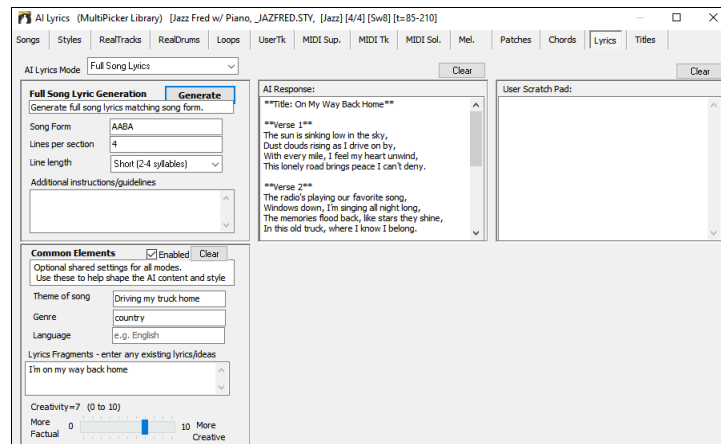 AI Lyrics (MultiPicker Library) [Jazz Fred w/ Piano, _JAZFRED.STY, [Jazz] [4/4] [Sw8] [t=85-210]
Songs Styles RealTracks RealDrums Loops UserTk MIDI Sup. MIDI Tk MIDI Sol. Mel. Patches Chords Lyrics Titles
AI Lyrics Mode Full Song Lyrics
Clear
Clear
Full Song Lyric Generation Generate
Generate full song lyrics matching song form.
Song Form AABA
Lines per section 4
Line length Short (2-4 syllables)
Additional instructions/guidelines
Common Elements Enabled Clear
Optional shared settings for all modes.
Use these to help shape the AI content and style
Theme of song Driving my truck home
Genre country
Language e.g. English
Lyrics Fragments - enter any existing lyrics/ideas
I'm on my way back home
Creativity=7 (0 to 10)
More Factual 0 10 More Creative
AI Response:
**Title: On My Way Back Home**
**Verse 1**
The sun is sinking low in the sky,
Dust clouds rising as I drive on by,
With every mile, I feel my heart unwind,
This lonely road brings peace I can't deny.
**Verse 2**
The radio's playing our favorite song,
Windows down, I'm singing all night long,
The memories flood back, like stars they shine,
In this old truck, where I know I belong.
User Scratch Pad: